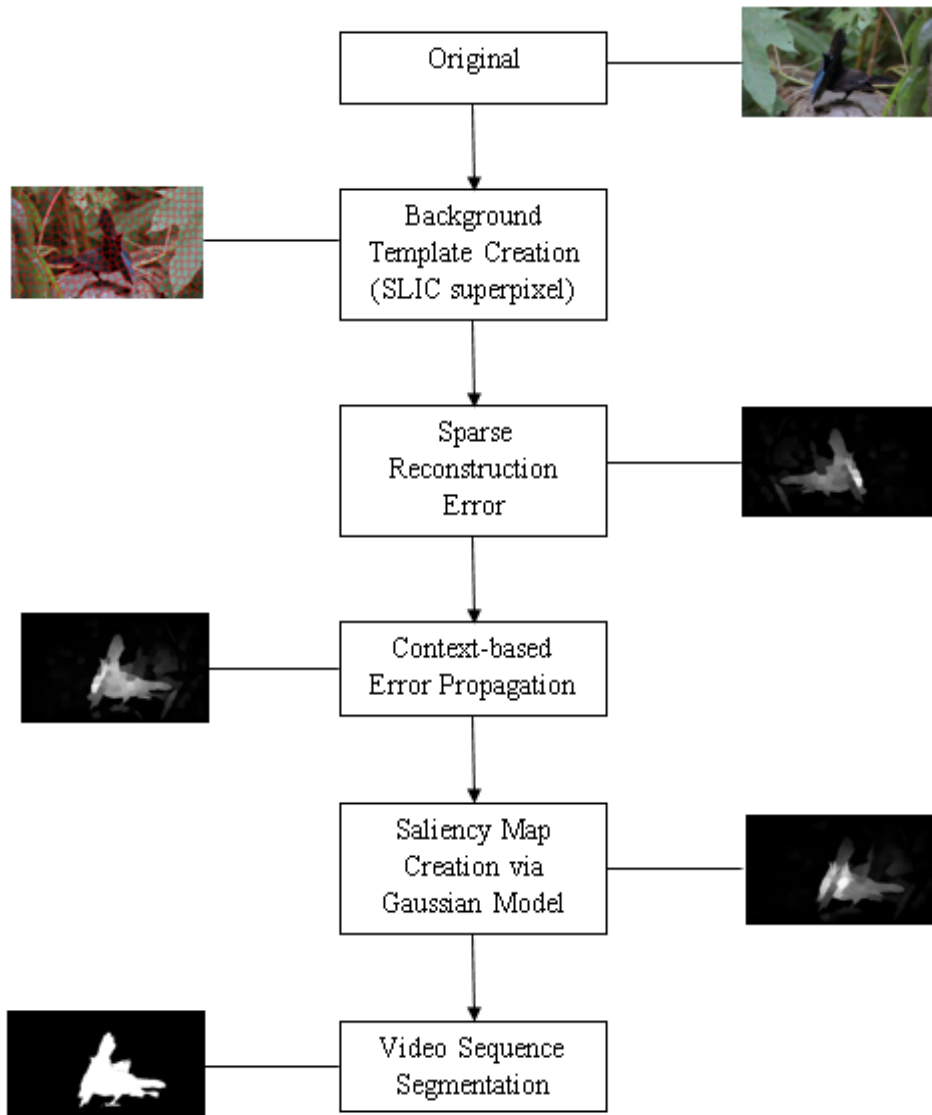 Original
Background
Template Creation
(SLIC superpixel)
Sparse
Reconstruction
Error
Context-based
Error Propagation
Saliency Map
Creation via
Gaussian Model
Video Sequence
Segmentation